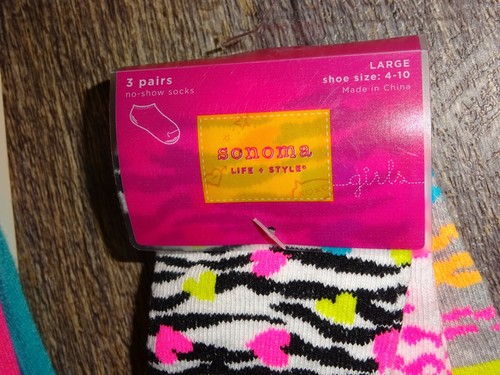 3 pairs
no-show socks
LARGE
shoe size: 4-10
Made in China
sonoma
LIFE + STYLE®
girls